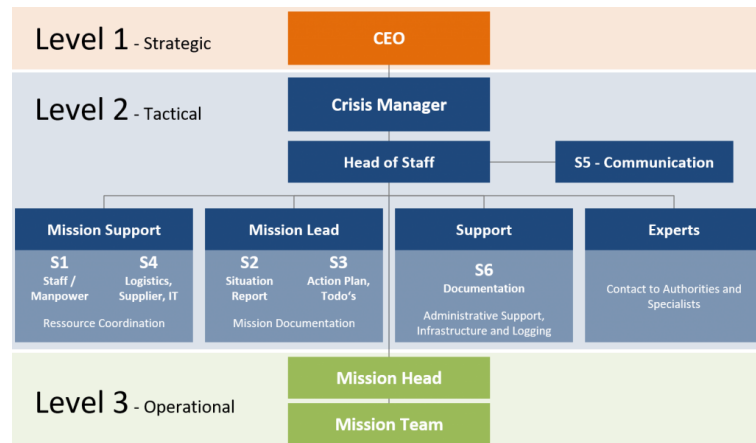 Level 1 - Strategic
CEO
Level 2 - Tactical
Crisis Manager
Head of Staff
S5 - Communication
Mission Support
S1
Staff /
Manpower
S4
Logistics,
Supplier, IT
Ressource Coordination
Mission Lead
S2
Situation
Report
S3
Action Plan,
Todo's
Mission Documentation
Support
S6
Documentation
Administrative Support,
Infrastructure and Logging
Experts
Contact to Authorities and
Specialists
Level 3 - Operational
Mission Head
Mission Team